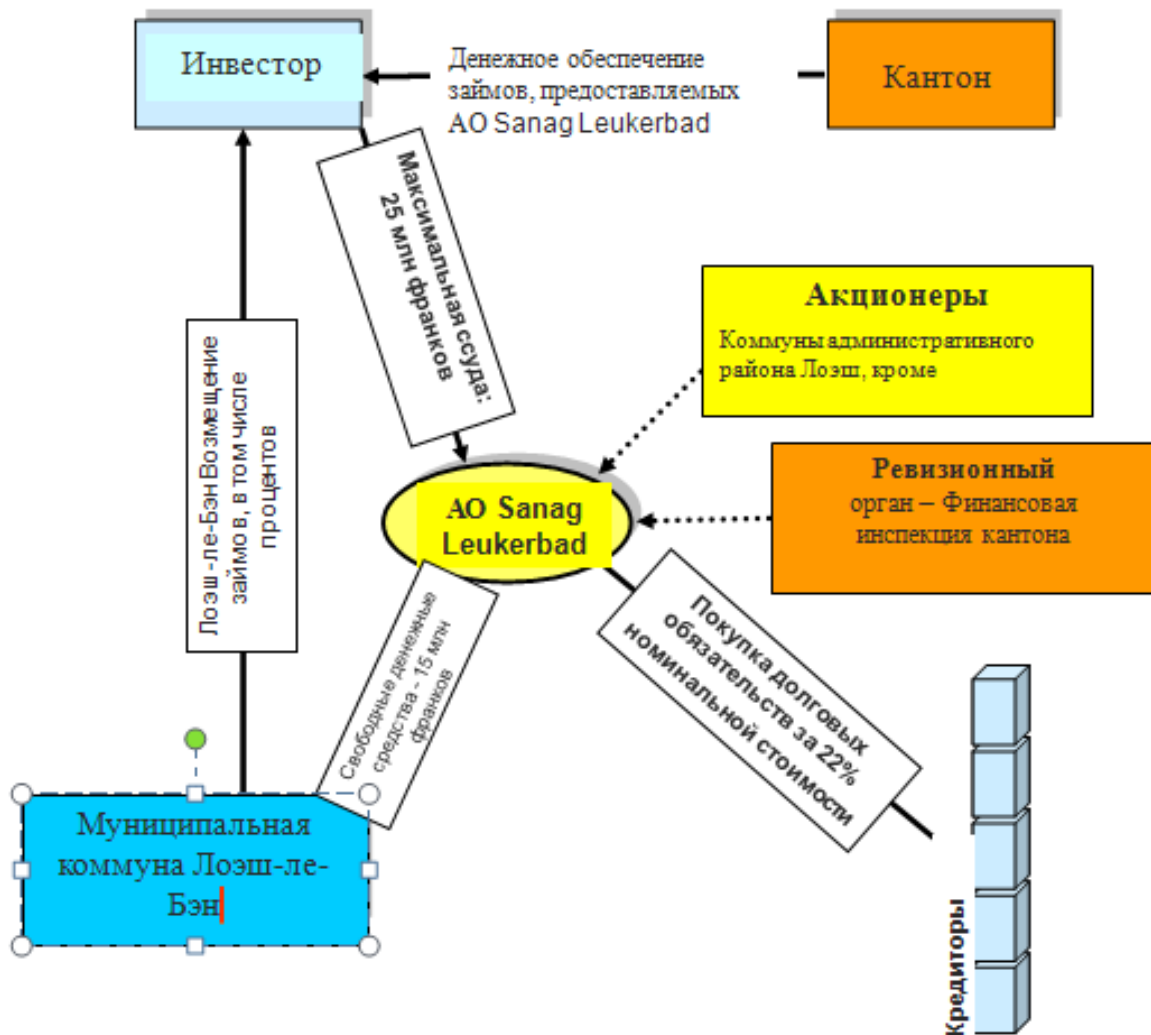 Инвестор
Денежное обеспечение
займов, предоставляемых
АО Sanag Leukerbad
Кантон
Максимальная ссуда:
25 млн франков
Акционеры
Коммуны административного
района Лоэш, кроме
Ревизионный
орган – Финансовая
инспекция кантона
АО Sanag
Leukerbad
Лоэш-ле-Бэн Возмещение
займов, в том числе
процентов
Свободные денежные
средства - 15 млн
франков
Покупка долговых
обязательств за 22%
номинальной стоимости
Муниципальная
коммуна Лоэш-ле-
Бэн
Кредиторы